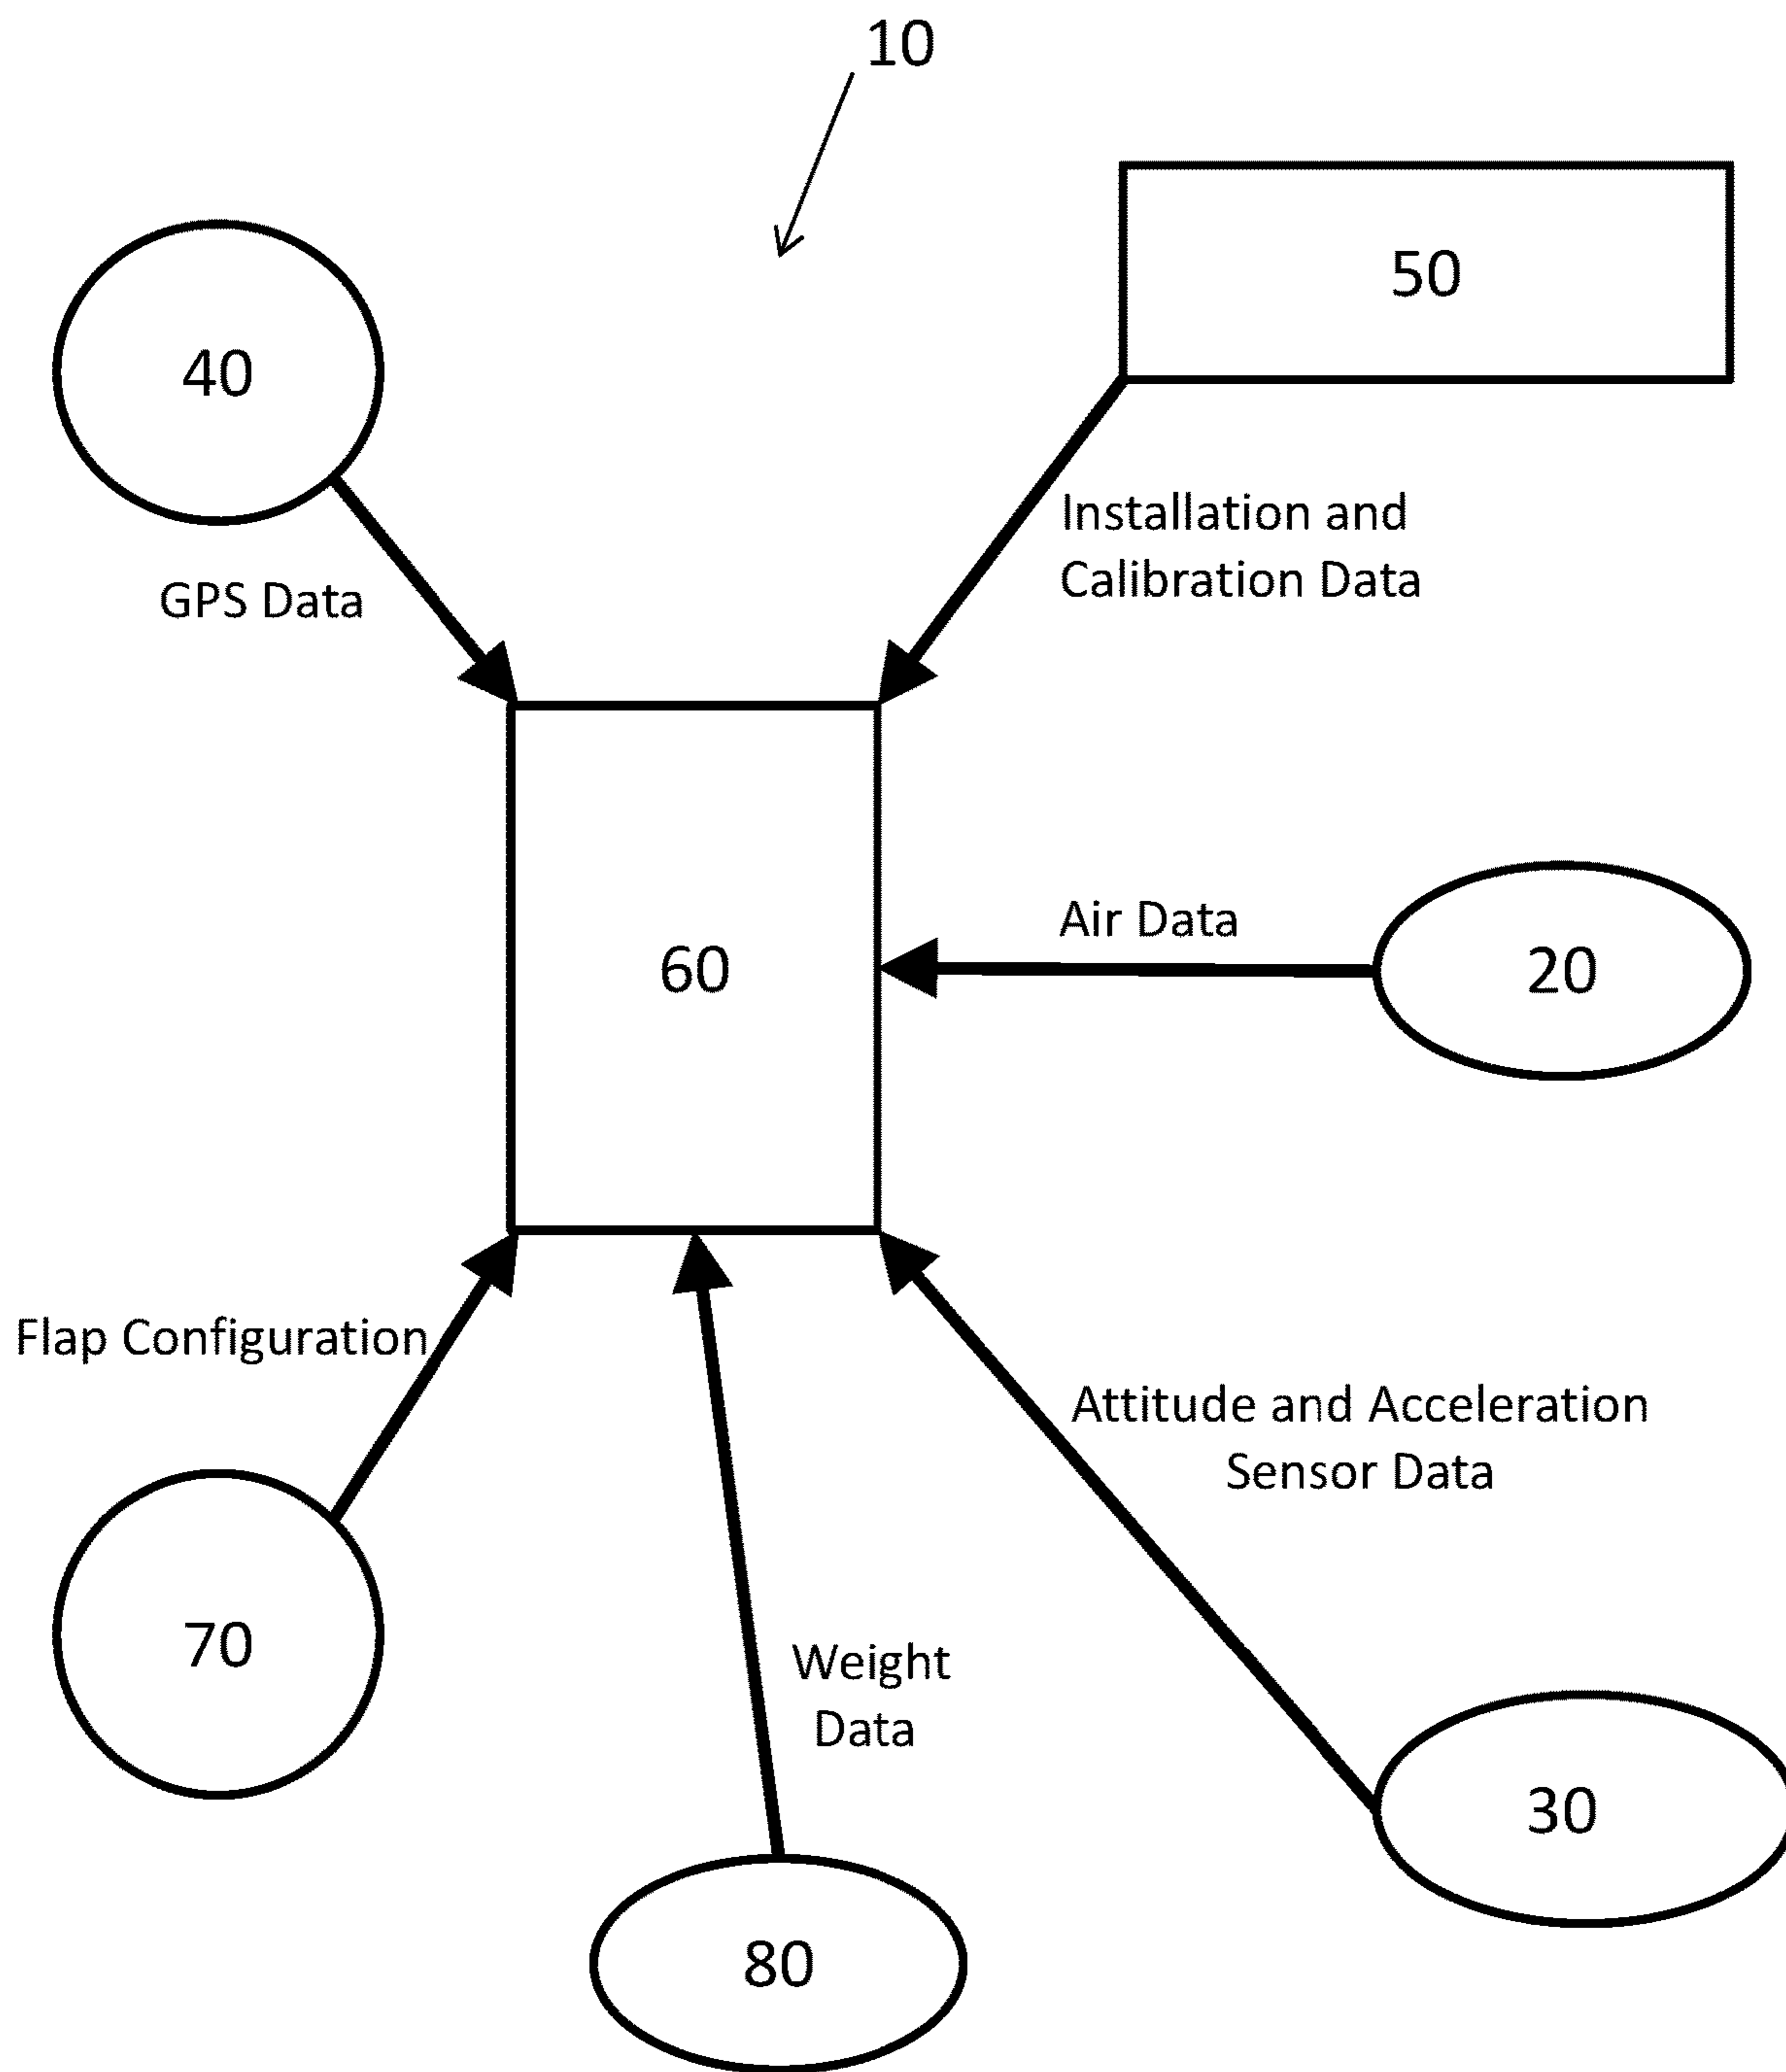 10
50
40
Installation and
Calibration Data
GPS Data
Air Data
60
20
Flap Configuration
Attitude and Acceleration
Sensor Data
70
Weight
Data
30
80